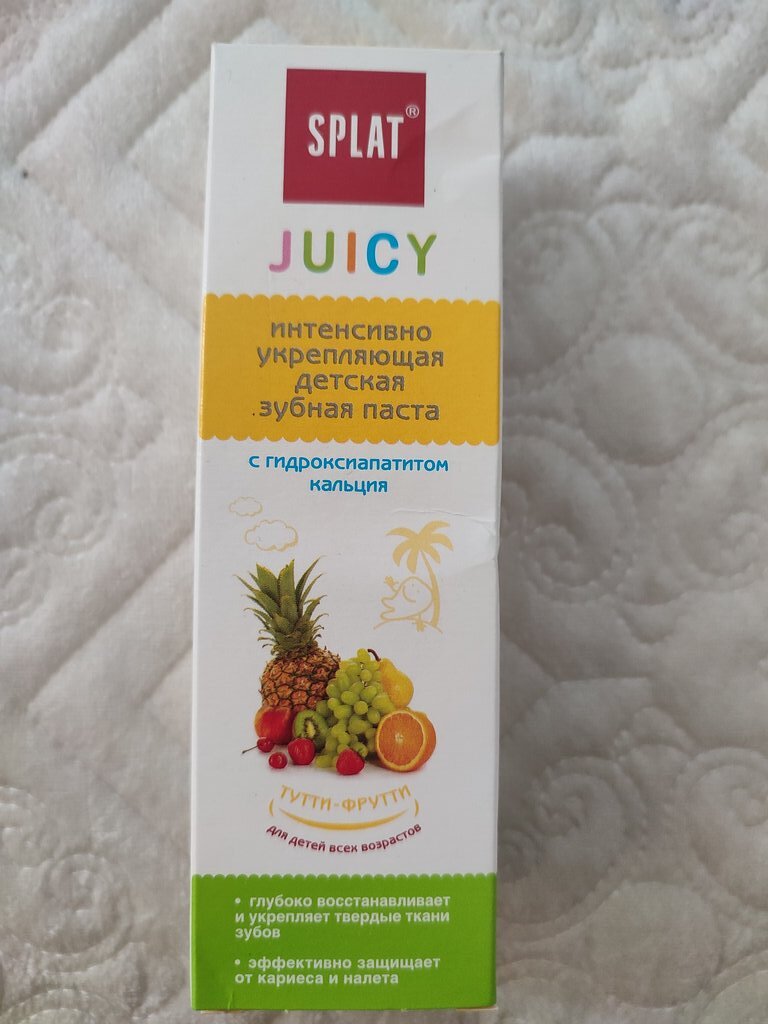 SPLAT®
JUICY
интенсивно
укрепляющая
детская
зубная паста
с гидроксиапатитом
кальция
ТУТТИ-ФРУТТИ
для детей всех возрастов
• глубоко восстанавливает
и укрепляет твердые ткани
зубов
• эффективно защищает
от кариеса и налета